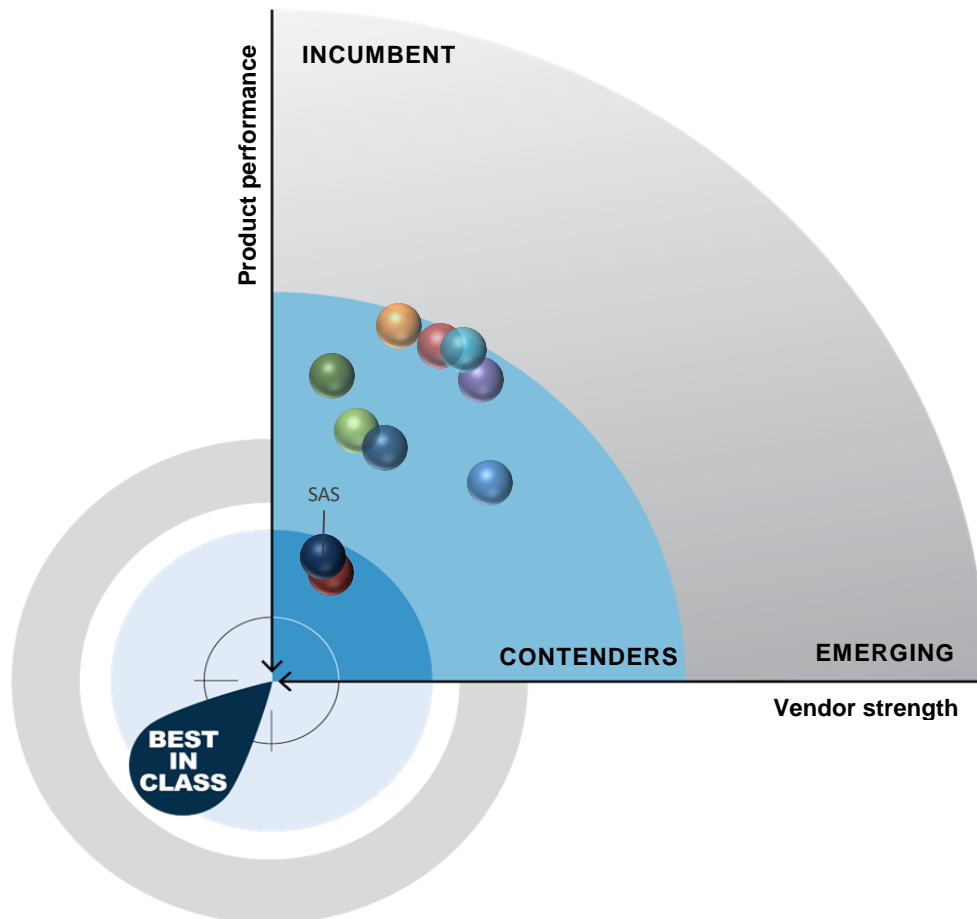 INCUMBENT
Product performance
SAS
CONTENDERS
EMERGING
Vendor strength
BEST
IN
CLASS